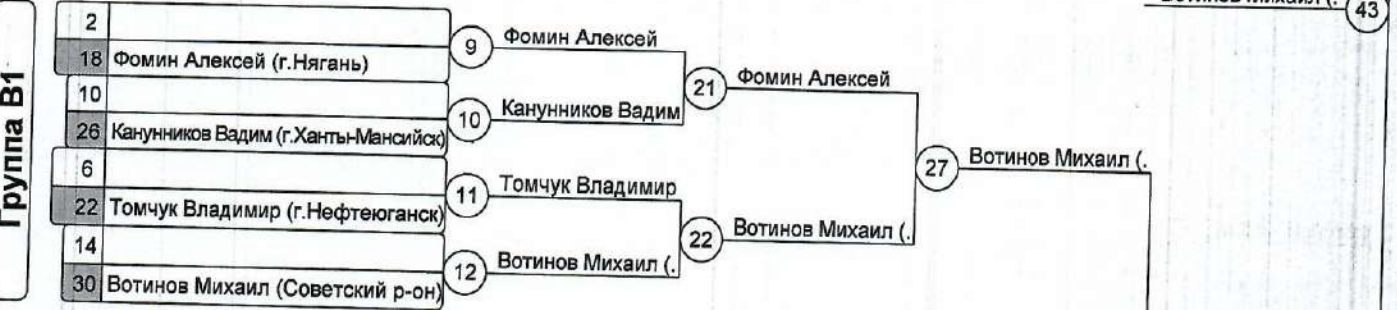 Группа В1
Вотинов Михаил (.
43
2
18 Фомин Алексей (г.Нягань)
9
Фомин Алексей
10
26 Канунников Вадим (г.Ханты-Мансийск)
10
Канунников Вадим
21
Фомин Алексей
6
22 Томчук Владимир (г.Нефтеюганск)
11
Томчук Владимир
14
30 Вотинов Михаил (Советский р-он)
12
Вотинов Михаил (.
22
Вотинов Михаил (.
27
Вотинов Михаил (.